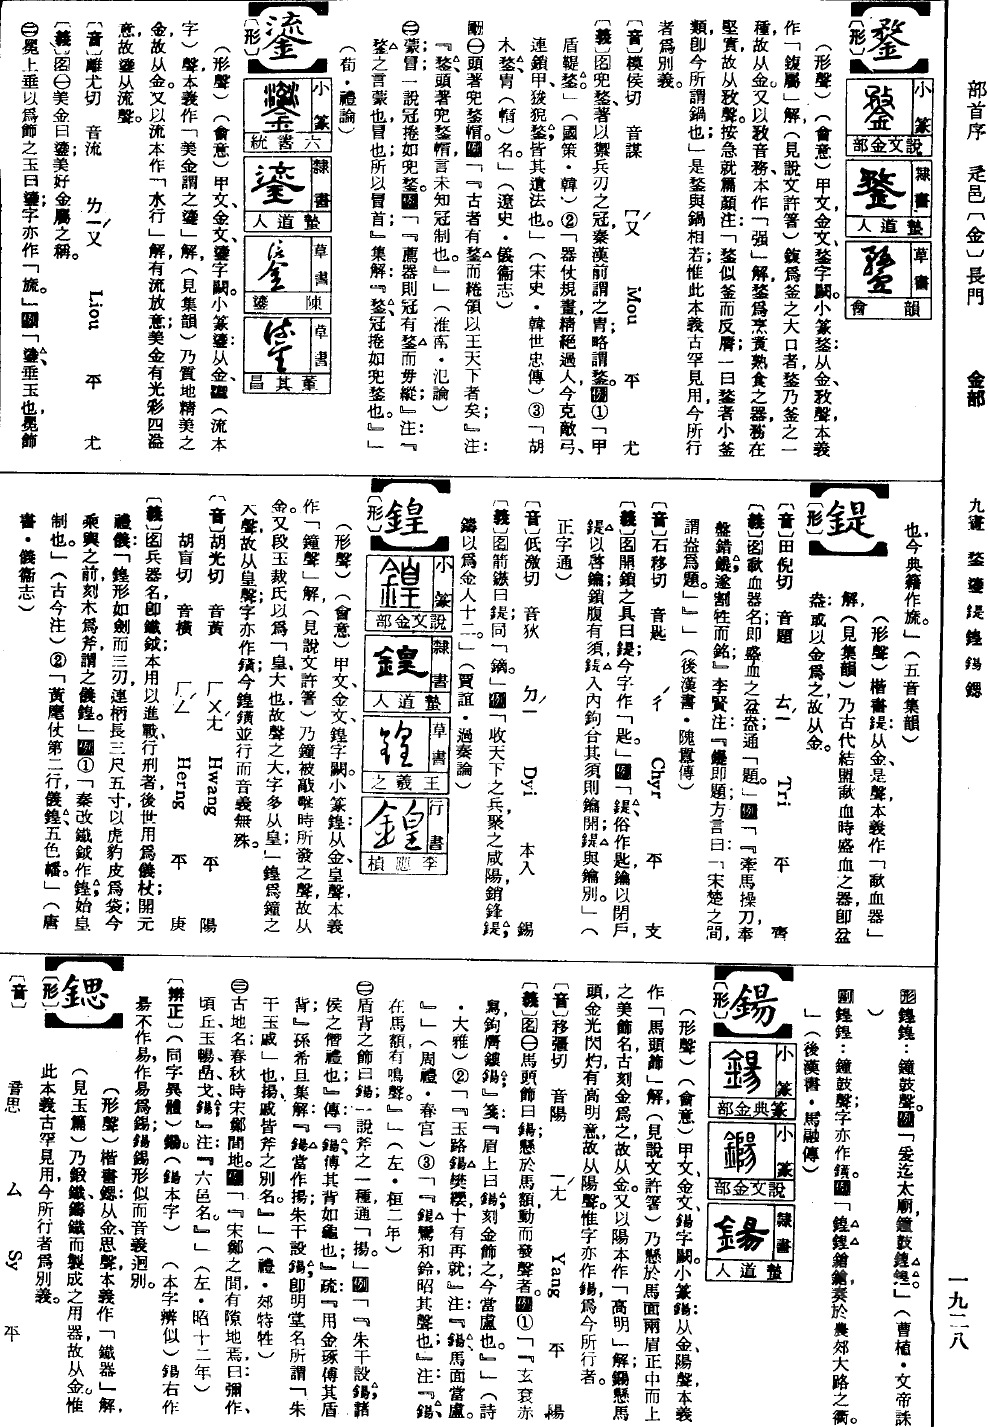 部首序 辵邑〔金〕長門 金部
九畫 鍪 鎏 鍉 鍠 鍚 鍶
一九二八
鍪
〔形〕
小篆 說文金部
隸書 蟄道人
草書 韻會
（形聲）（會意）甲文金文、鍪字闕。小篆鍪：从金、敄聲，本義
作「鍑屬」解（見說文許箸）鍑爲釜之大口者，鍪乃釜之一
種，故从金。又以敄音務，本作「强」解，鍪爲烹煑熟食之器，務在
堅實，故从敄聲。按急就篇顏注：「鍪似釜而反脣；一曰鍪者小釜
類，卽今所謂鍋也；」是鍪與鍋相若；惟此本義古罕見用，今所行
者爲別義。
〔音〕模侯切 音謀 ㄇㄡˊ Mou 平 尤
〔義〕名㊀兜鍪：著以禦兵刃之冠，秦漢前謂之胄，略謂鍪。例①「甲
盾鞮鍪。」（國策・韓）②「器仗規畫，精絕過人，今克敵弓、
連鎖甲、狻猊鍪，皆其遺法也。」（宋史・韓世忠傳）③「胡
木鍪：胄（帽）名。」（遼史・儀衞志）
動㊀頭著兜鍪帽。例「『古者有鍪而綣領以王天下者矣』注：
『鍪，頭著兜鍪帽，言未知冠制也。』」（淮南・氾論）
㊁蒙；冒；一說冠捲如兜鍪。例「『薦器則冠有鍪而毋縰』注：『
鍪之言蒙也，冒也，所以冒首』集解：『鍪，冠捲如兜鍪也。』」
（荀・禮論）
鎏
〔形〕
小篆 六書統
隸書 蟄道人
草書 陳鎏
草書 董其昌
（形聲）（會意）甲文金文、鎏字闕。小篆鎏：从金、
字）聲，本義作「美金謂之鎏」解（見集韻）乃質地精美之
金，故从金。又以流本作「水行」解，有流放意，美金有光彩四溢
意，故鎏从流聲。
〔音〕離尤切 音流 ㄌㄧㄡˊ Liou 平 尤
〔義〕名㊀美金曰鎏；美好金屬之稱。
㊁冕上垂以爲飾之玉曰鎏，字亦作「旒」。例「鎏，垂玉也，冕飾
也，今典籍作旒。」（五音集韻）
鍉
〔形〕
（形聲）楷書鍉：从金、是聲，本義作「歃血器」
解，（見集韻）乃古代結盟歃血時盛血之器，卽盆
盎，或以金爲之，故从金。
〔音〕田倪切 音題 ㄊㄧˊ Tyi 平 齊
〔義〕名歃血器名；即盛血之盆盎，通「題」。例「『牽馬操刀，奉
盤錯鍉，遂割牲而銘』李賢注：『鍉即題，方言曰：「宋楚之間，
謂盎爲題。」』」（後漢書・隗囂傳）
〔音〕石移切 音匙 ㄔˊ Chyr 平 支
〔義〕名開鎖之具曰鍉，今字作「匙」。例「鍉，俗作匙，鑰以閉戶，
鍉以啓鑰，鎖腹有須，鍉入內鉤合其須則鑰開；鍉與鑰別。」（
正字通）
〔音〕低激切 音狄 ㄉㄧˊ Dyi 本入 錫
〔義〕名箭鏃曰鍉，同「鏑」。例「收天下之兵，聚之咸陽，銷鋒鍉，
鑄以爲金人十二。」（賈誼・過秦論）
鍠
〔形〕
小篆 說文金部
隸書 蟄道人
草書 王羲之
行書 李應楨
（形聲）（會意）甲文金文、鍠字闕。小篆鍠：从金、皇聲，本義
作「鐘聲」解（見說文許箸）乃鐘被敲擊時所發之聲，故从
金。又段玉裁氏以爲「皇，大也，故聲之大字多从皇，」鍠爲鐘之
大聲，故从皇聲，字亦作鐄，今鍠鐄並行而音義無殊。
〔音〕胡光切 音黃 ㄏㄨㄤˊ Hwang 平 陽
胡盲切 音橫 ㄏㄥˊ Herng 平 庚
〔義〕名兵器名，卽鐵鉞，本用以進戰行刑者，後世用爲儀杖；開元
禮儀「鍠形如劍而三刃，連柄長三尺五寸，以虎豹皮爲袋，今
乘輿之前，刻木爲斧，謂之儀鍠。」例①「秦改鐵鉞作鍠，始皇
制也。」（古今注）②「黃麾仗第二行，儀鍠五色幡。」（唐
書・儀衞志）
形鍠鍠：鐘鼓聲。例「爰迄太廟，鐘鼓鍠鍠。」（曹植・文帝誄
）
副鍠鍠：鐘鼓聲，字亦作鐄。例「鍠鍠鎗鎗，奏於農郊大路之衢。
」（後漢書・馬融傳）
鍚
〔形〕
小篆 篆典金部
小篆 說文金部
隸書 蟄道人
（形聲）（會意）甲文金文、鍚字闕。小篆鍚：从金、陽聲，本義
作「馬頭飾」解（見說文許箸）乃懸於馬面兩眉正中而上
之美飾名，古刻金爲之，故从金。又以陽本作「高明」解，鍚懸馬
頭，金光閃灼，有高明意，故从陽聲。惟字亦作鍚，爲今所行者。
〔音〕移彊切 音陽 ㄧㄤˊ Yang 平 陽
〔義〕名㊀馬頭飾曰鍚；懸於馬額，動而發聲者。例①「『玄袞赤
舄，鉤膺鏤鍚』箋：『眉上曰鍚，刻金飾之，今當盧也。』」（詩
・大雅）②「『玉路鍚，樊纓十有再就』注：『鍚，馬面當盧。
』」（周禮・春官）③「『鍚鸞和鈴，昭其聲也』注：『鍚，
在馬額，有鳴聲。』」（左・桓二年）
㊁盾背之飾曰鍚；一說斧之一種，通「揚」。例「『朱干設鍚，諸
侯之僭禮也』傳：『鍚，傅其背如龜也』疏：『用金琢傅其盾
背』孫希旦集解：『鍚當作揚，朱干設鍚，卽明堂名所謂「朱
干玉戚」也，揚、戚皆斧之別名。』」（禮・郊特牲）
㊂古地名，春秋時宋鄭間地。例「『宋鄭之間有隙地焉：曰彌作、
頃丘、玉暢、嵒、戈、鍚』注：『六邑名。』」（左・昭十二年）
〔辨正〕（同字異體）鐊（鍚本字） （本字辨似）鍚右作
昜不作易，作易爲錫，鍚錫形似而音義迥別。
鍶
〔形〕
（形聲）楷書鍶：从金、思聲，本義作「鐵器」解，
（見玉篇）乃鍛鐵鑄鐵而製成之用器，故从金。惟
此本義古罕見用，今所行者爲別義。
〔音〕 音思 ㄙ Sy 平